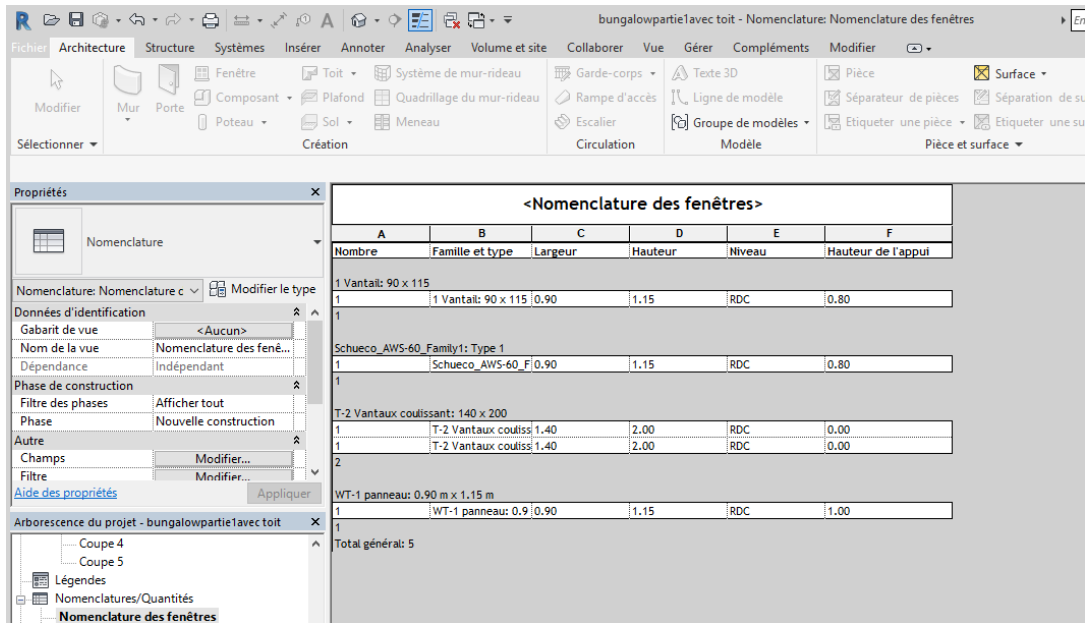 bungalowpartie1avec toit - Nomenclature: Nomenclature des fenêtres
En
Fichier Architecture Structure Systèmes Insérer Annoter Analyser Volume et site Collaborer Vue Gérer Compléments Modifier
Modifier
Mur
Porte
Fenêtre
Composant
Poteau
Toit
Plafond
Sol
Système de mur-rideau
Quadrillage du mur-rideau
Meneau
Garde-corps
Rampe d'accès
Escalier
Texte 3D
Ligne de modèle
Groupe de modèles
Pièce
Séparateur de pièces
Etiqueter une pièce
Surface
Séparation de su
Etiqueter une su
Sélectionner Création Circulation Modèle Pièce et surface
Propriétés
Nomenclature
Nomenclature: Nomenclature c Modifier le type
Données d'identification
Gabarit de vue <Aucun>
Nom de la vue Nomenclature des fenê...
Dépendance Indépendant
Phase de construction
Filtre des phases Afficher tout
Phase Nouvelle construction
Autre
Champs Modifier...
Filtre Modifier...
Aide des propriétés Appliquer
Arborescence du projet - bungalowpartie1avec toit
Coupe 4
Coupe 5
Légendes
Nomenclatures/Quantités
Nomenclature des fenêtres
<Nomenclature des fenêtres>
A B C D E F
Nombre Famille et type Largeur Hauteur Niveau Hauteur de l'appui
1 Vantail: 90 x 115
1 1 Vantail: 90 x 115 0.90 1.15 RDC 0.80
1
Schueco_AWS-60_Family1: Type 1
1 Schueco_AWS-60_F 0.90 1.15 RDC 0.80
1
T-2 Vantaux coulissant: 140 x 200
1 T-2 Vantaux couliss 1.40 2.00 RDC 0.00
1 T-2 Vantaux couliss 1.40 2.00 RDC 0.00
2
WT-1 panneau: 0.90 m x 1.15 m
1 WT-1 panneau: 0.9 0.90 1.15 RDC 1.00
1
Total général: 5